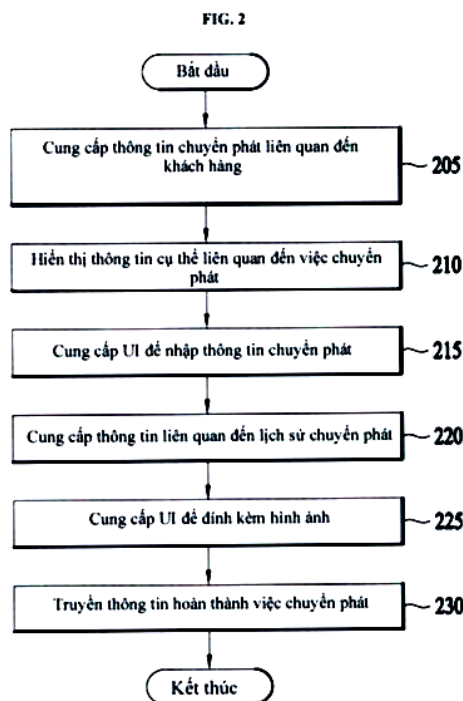 FIG. 2
Bắt đầu
Cung cấp thông tin chuyển phát liên quan đến
khách hàng
205
Hiển thị thông tin cụ thể liên quan đến việc chuyển
phát
210
Cung cấp UI để nhập thông tin chuyển phát
215
Cung cấp thông tin liên quan đến lịch sử chuyển phát
220
Cung cấp UI để đính kèm hình ảnh
225
Truyền thông tin hoàn thành việc chuyển phát
230
Kết thúc